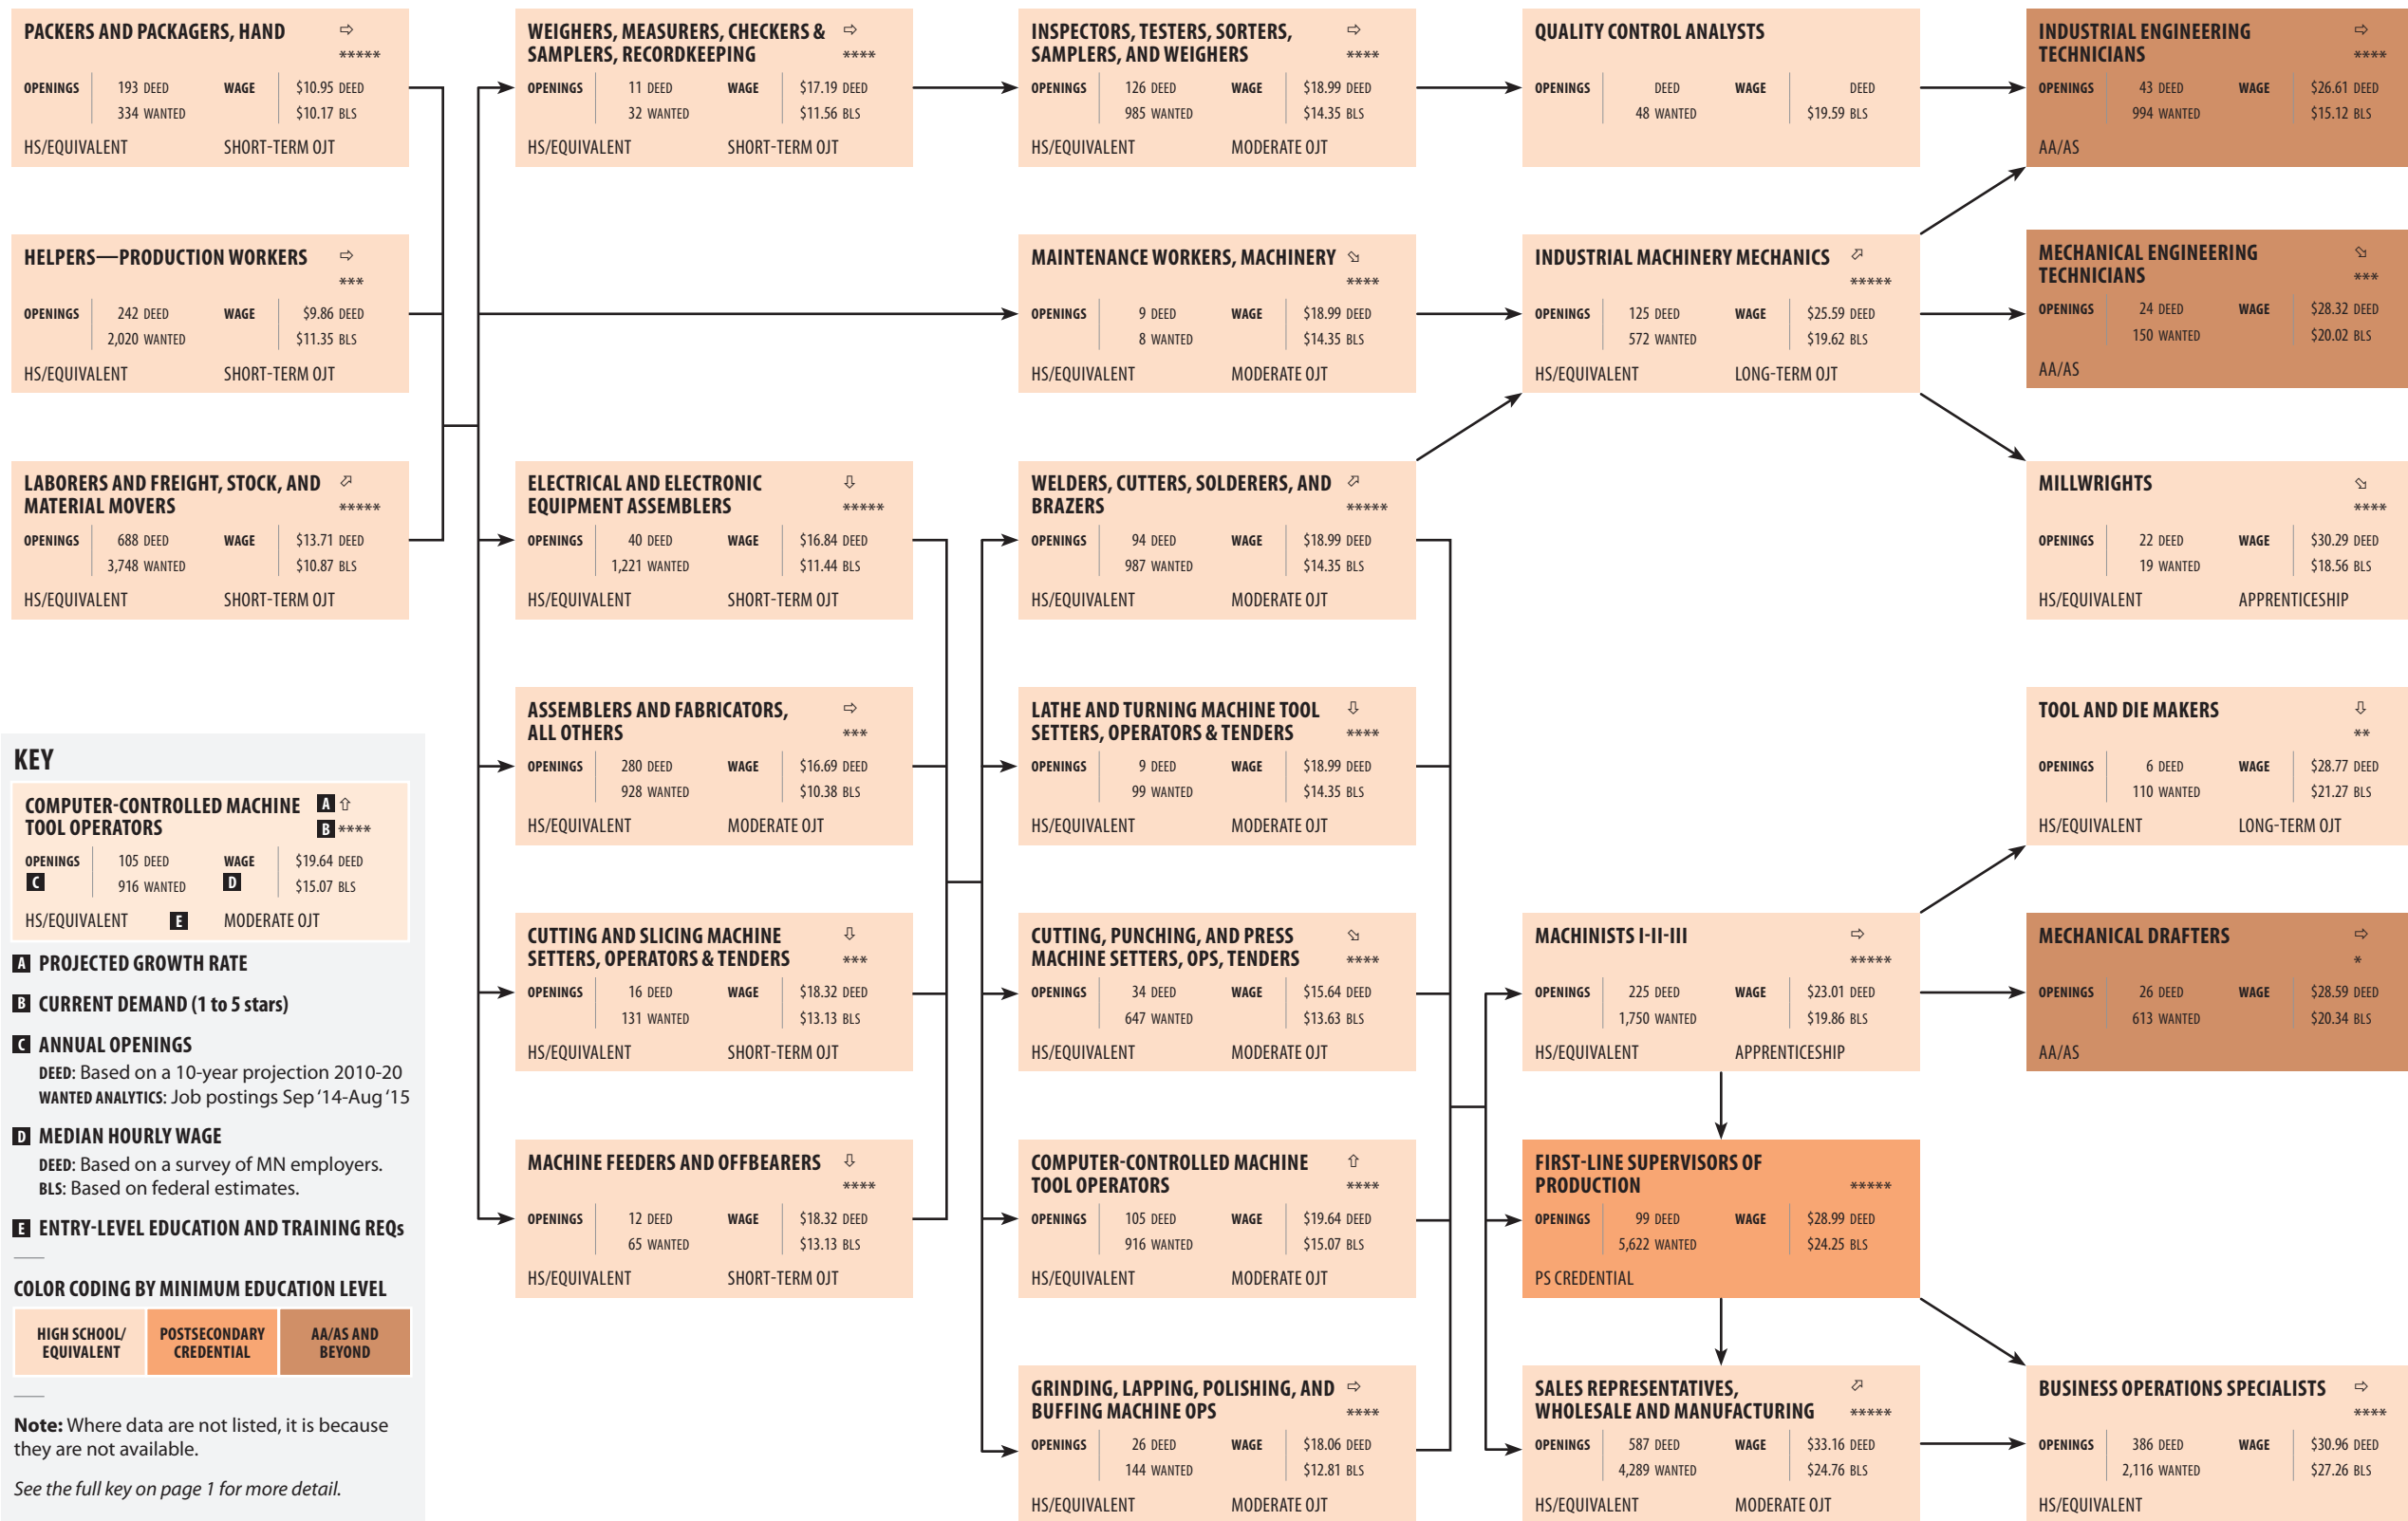 PACKERS AND PACKAGERS, HAND ⇨
*****
OPENINGS 193 DEED WAGE $10.95 DEED
334 WANTED $10.17 BLS
HS/EQUIVALENT SHORT-TERM OJT
HELPERS—PRODUCTION WORKERS ⇨
***
OPENINGS 242 DEED WAGE $9.86 DEED
2,020 WANTED $11.35 BLS
HS/EQUIVALENT SHORT-TERM OJT
LABORERS AND FREIGHT, STOCK, AND
MATERIAL MOVERS *****
OPENINGS 688 DEED WAGE $13.71 DEED
3,748 WANTED $10.87 BLS
HS/EQUIVALENT SHORT-TERM OJT
KEY
COMPUTER-CONTROLLED MACHINE A ⇧
TOOL OPERATORS B ****
OPENINGS 105 DEED WAGE $19.64 DEED
C 916 WANTED D $15.07 BLS
HS/EQUIVALENT E MODERATE OJT
A PROJECTED GROWTH RATE
B CURRENT DEMAND (1 to 5 stars)
C ANNUAL OPENINGS
DEED: Based on a 10-year projection 2010-20
WANTED ANALYTICS: Job postings Sep '14-Aug '15
D MEDIAN HOURLY WAGE
DEED: Based on a survey of MN employers.
BLS: Based on federal estimates.
E ENTRY-LEVEL EDUCATION AND TRAINING REQs
COLOR CODING BY MINIMUM EDUCATION LEVEL
HIGH SCHOOL/
EQUIVALENT
POSTSECONDARY
CREDENTIAL
AA/AS AND
BEYOND
Note: Where data are not listed, it is because
they are not available.
See the full key on page 1 for more detail.
WEIGHERS, MEASURERS, CHECKERS & ⇨
SAMPLERS, RECORDKEEPING ****
OPENINGS 11 DEED WAGE $17.19 DEED
32 WANTED $11.56 BLS
HS/EQUIVALENT SHORT-TERM OJT
ELECTRICAL AND ELECTRONIC ⇩
EQUIPMENT ASSEMBLERS *****
OPENINGS 40 DEED WAGE $16.84 DEED
1,221 WANTED $11.44 BLS
HS/EQUIVALENT SHORT-TERM OJT
ASSEMBLERS AND FABRICATORS, ⇨
ALL OTHERS ***
OPENINGS 280 DEED WAGE $16.69 DEED
928 WANTED $10.38 BLS
HS/EQUIVALENT MODERATE OJT
CUTTING AND SLICING MACHINE ⇩
SETTERS, OPERATORS & TENDERS ***
OPENINGS 16 DEED WAGE $18.32 DEED
131 WANTED $13.13 BLS
HS/EQUIVALENT SHORT-TERM OJT
MACHINE FEEDERS AND OFFBEARERS ⇩
****
OPENINGS 12 DEED WAGE $18.32 DEED
65 WANTED $13.13 BLS
HS/EQUIVALENT SHORT-TERM OJT
INSPECTORS, TESTERS, SORTERS, ⇨
SAMPLERS, AND WEIGHERS ****
OPENINGS 126 DEED WAGE $18.99 DEED
985 WANTED $14.35 BLS
HS/EQUIVALENT MODERATE OJT
MAINTENANCE WORKERS, MACHINERY
****
OPENINGS 9 DEED WAGE $18.99 DEED
8 WANTED $14.35 BLS
HS/EQUIVALENT MODERATE OJT
WELDERS, CUTTERS, SOLDERERS, AND
BRAZERS *****
OPENINGS 94 DEED WAGE $18.99 DEED
987 WANTED $14.35 BLS
HS/EQUIVALENT MODERATE OJT
LATHE AND TURNING MACHINE TOOL ⇩
SETTERS, OPERATORS & TENDERS ****
OPENINGS 9 DEED WAGE $18.99 DEED
99 WANTED $14.35 BLS
HS/EQUIVALENT MODERATE OJT
CUTTING, PUNCHING, AND PRESS
MACHINE SETTERS, OPS, TENDERS ****
OPENINGS 34 DEED WAGE $15.64 DEED
647 WANTED $13.63 BLS
HS/EQUIVALENT MODERATE OJT
COMPUTER-CONTROLLED MACHINE ⇧
TOOL OPERATORS ****
OPENINGS 105 DEED WAGE $19.64 DEED
916 WANTED $15.07 BLS
HS/EQUIVALENT MODERATE OJT
GRINDING, LAPPING, POLISHING, AND ⇨
BUFFING MACHINE OPS ****
OPENINGS 26 DEED WAGE $18.06 DEED
144 WANTED $12.81 BLS
HS/EQUIVALENT MODERATE OJT
QUALITY CONTROL ANALYSTS
OPENINGS DEED WAGE DEED
48 WANTED $19.59 BLS
INDUSTRIAL MACHINERY MECHANICS
*****
OPENINGS 125 DEED WAGE $25.59 DEED
572 WANTED $19.62 BLS
HS/EQUIVALENT LONG-TERM OJT
MACHINISTS I-II-III ⇨
*****
OPENINGS 225 DEED WAGE $23.01 DEED
1,750 WANTED $19.86 BLS
HS/EQUIVALENT APPRENTICESHIP
FIRST-LINE SUPERVISORS OF
PRODUCTION *****
OPENINGS 99 DEED WAGE $28.99 DEED
5,622 WANTED $24.25 BLS
PS CREDENTIAL
SALES REPRESENTATIVES,
WHOLESALE AND MANUFACTURING *****
OPENINGS 587 DEED WAGE $33.16 DEED
4,289 WANTED $24.76 BLS
HS/EQUIVALENT MODERATE OJT
INDUSTRIAL ENGINEERING ⇨
TECHNICIANS ****
OPENINGS 43 DEED WAGE $26.61 DEED
994 WANTED $15.12 BLS
AA/AS
MECHANICAL ENGINEERING
TECHNICIANS ***
OPENINGS 24 DEED WAGE $28.32 DEED
150 WANTED $20.02 BLS
AA/AS
MILLWRIGHTS
****
OPENINGS 22 DEED WAGE $30.29 DEED
19 WANTED $18.56 BLS
HS/EQUIVALENT APPRENTICESHIP
TOOL AND DIE MAKERS ⇩
**
OPENINGS 6 DEED WAGE $28.77 DEED
110 WANTED $21.27 BLS
HS/EQUIVALENT LONG-TERM OJT
MECHANICAL DRAFTERS ⇨
*
OPENINGS 26 DEED WAGE $28.59 DEED
613 WANTED $20.34 BLS
AA/AS
BUSINESS OPERATIONS SPECIALISTS ⇨
****
OPENINGS 386 DEED WAGE $30.96 DEED
2,116 WANTED $27.26 BLS
HS/EQUIVALENT